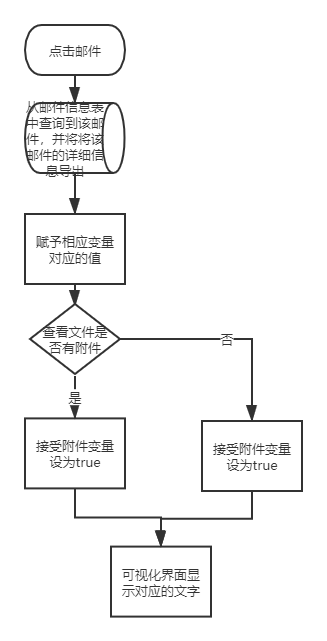 点击邮件
从邮件信息表
中查询到该邮
件，并将将该
邮件的详细信
息导出
赋予相应变量
对应的值
查看文件是
否有附件
否
是
接受附件变量
设为true
接受附件变量
设为true
可视化界面显
示对应的文字